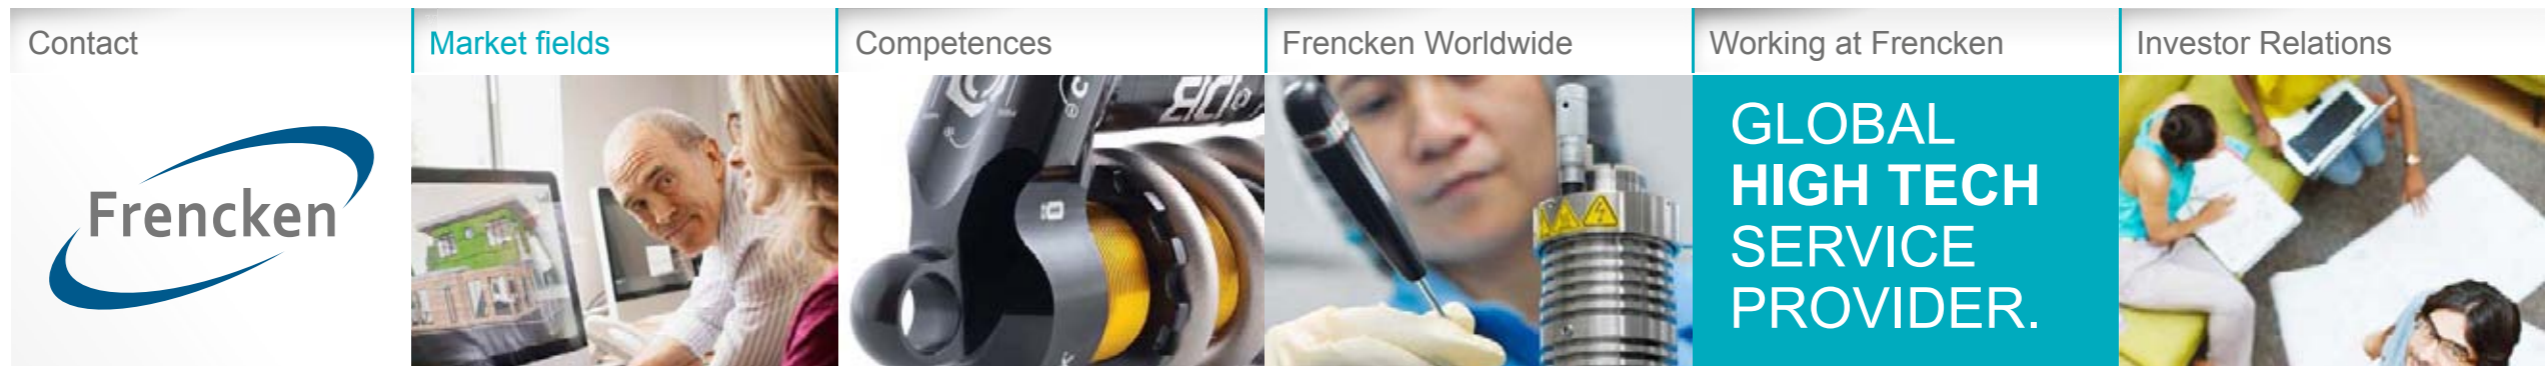 Contact
Market fields
Competences
Frencken Worldwide
Working at Frencken
Investor Relations
Frencken
GLOBAL
HIGH TECH
SERVICE
PROVIDER.